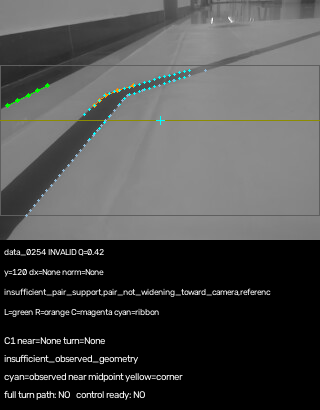 data_0254 INVALID Q=0.42
y=120 dx=None norm=None
insufficient_pair_support,pair_not_widening_toward_camera,referenc
L=green R=orange C=magenta cyan=ribbon
C1 near=None turn=None
insufficient_observed_geometry
cyan=observed near midpoint yellow=corner
full turn path: NO control ready: NO